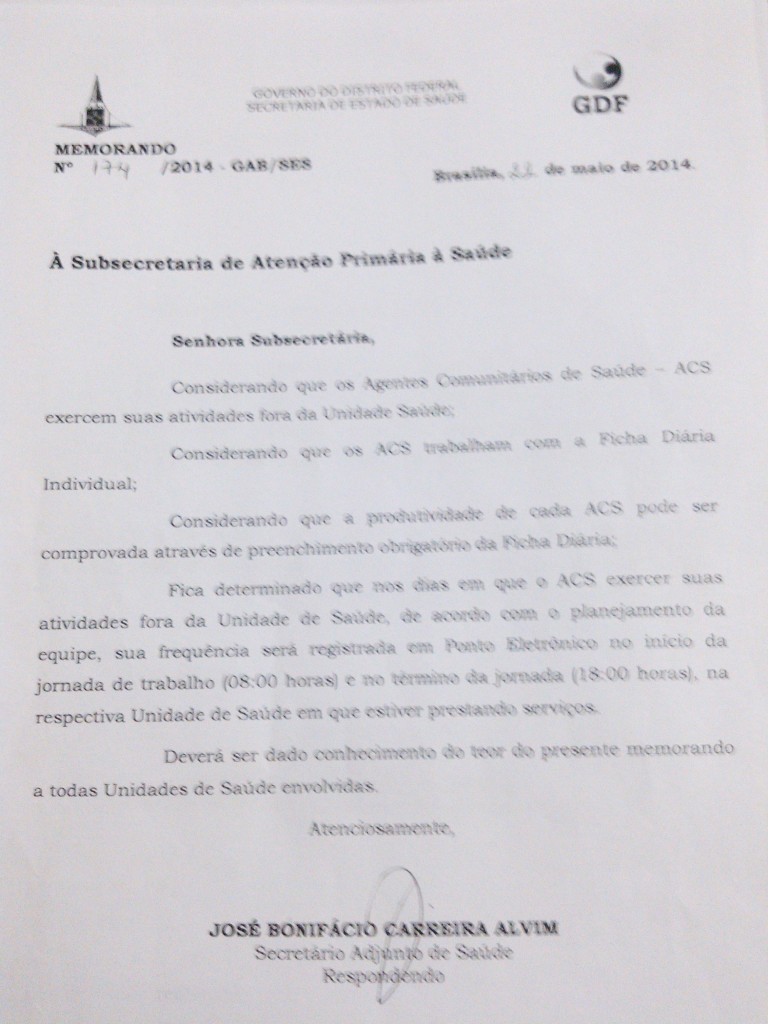 GOVERNO DO DISTRITO FEDERAL
SECRETARIA DE ESTADO DE SAÚDE
GDF
MEMORANDO
Nº 174 /2014 - GAB/SES
Brasília, 22 de maio de 2014.
À Subsecretaria de Atenção Primária à Saúde
Senhora Subsecretária,
Considerando que os Agentes Comunitários de Saúde – ACS
exercem suas atividades fora da Unidade Saúde;
Considerando que os ACS trabalham com a Ficha Diária
Individual;
Considerando que a produtividade de cada ACS pode ser
comprovada através de preenchimento obrigatório da Ficha Diária;
Fica determinado que nos dias em que o ACS exercer suas
atividades fora da Unidade de Saúde, de acordo com o planejamento da
equipe, sua frequência será registrada em Ponto Eletrônico no início da
jornada de trabalho (08:00 horas) e no término da jornada (18:00 horas), na
respectiva Unidade de Saúde em que estiver prestando serviços.
Deverá ser dado conhecimento do teor do presente memorando
a todas Unidades de Saúde envolvidas.
Atenciosamente,
JOSÉ BONIFÁCIO CARREIRA ALVIM
Secretário Adjunto de Saúde
Respondendo